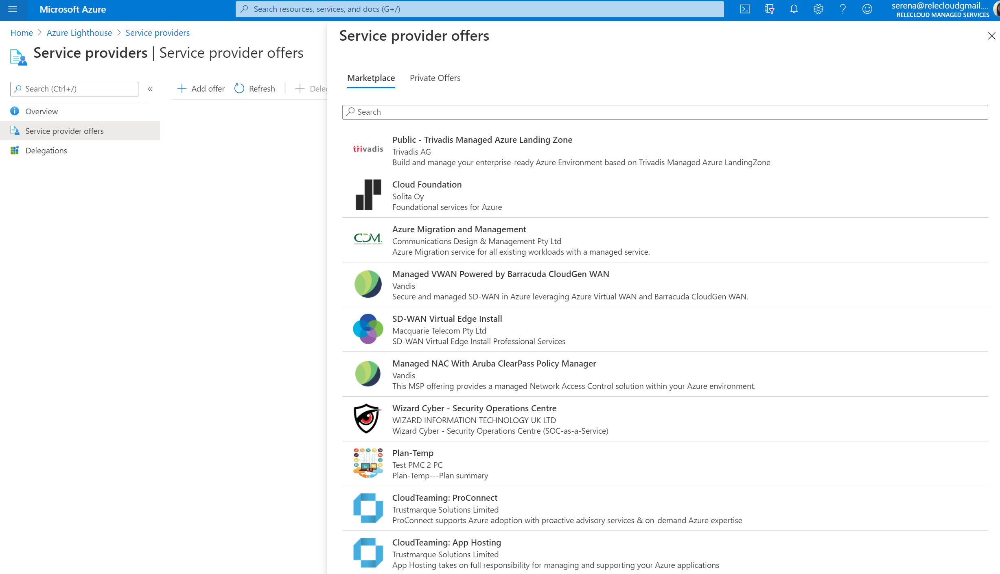 Microsoft Azure
Search resources, services, and docs (G+/)
serena@relecloudgmail....
RELECLOUD MANAGED SERVICES
Home > Azure Lighthouse > Service providers
Service providers | Service provider offers
Search (Ctrl+/)
«
Overview
Service provider offers
Delegations
Add offer
Refresh
Service provider offers
Marketplace
Private Offers
Search
trivadis
Public - Trivadis Managed Azure Landing Zone
Trivadis AG
Build and manage your enterprise-ready Azure Environment based on Trivadis Managed Azure LandingZone
Cloud Foundation
Solita Oy
Foundational services for Azure
CDM.
Azure Migration and Management
Communications Design & Management Pty Ltd
Azure Migration service for all existing workloads with a managed service.
Managed VWAN Powered by Barracuda CloudGen WAN
Vandis
Secure and managed SD-WAN in Azure leveraging Azure Virtual WAN and Barracuda CloudGen WAN.
SD-WAN Virtual Edge Install
Macquarie Telecom Pty Ltd
SD-WAN Virtual Edge Install Professional Services
Managed NAC With Aruba ClearPass Policy Manager
Vandis
This MSP offering provides a managed Network Access Control solution within your Azure environment.
Wizard Cyber - Security Operations Centre
WIZARD INFORMATION TECHNOLOGY UK LTD
Wizard Cyber - Security Operations Centre (SOC-as-a-Service)
Plan-Temp
Test PMC 2 PC
Plan-Temp---Plan summary
CloudTeaming: ProConnect
Trustmarque Solutions Limited
ProConnect supports Azure adoption with proactive advisory services & on-demand Azure expertise
CloudTeaming: App Hosting
Trustmarque Solutions Limited
App Hosting takes on full responsibility for managing and supporting your Azure applications